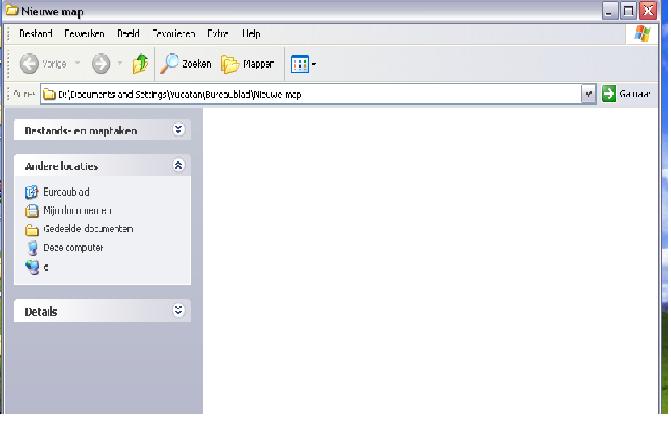 Nieuwe map
Bestand Bewerken Beeld Favorieten Extra Help
Vorige Zoeken Mappen
Adres D:\Documents and Settings\Yucatan\Bureaublad\Nieuwe map Ga naar
Bestands- en maptaken
Andere locaties
Bureaublad
Mijn documenten
Gedeelde documenten
Deze computer
Details